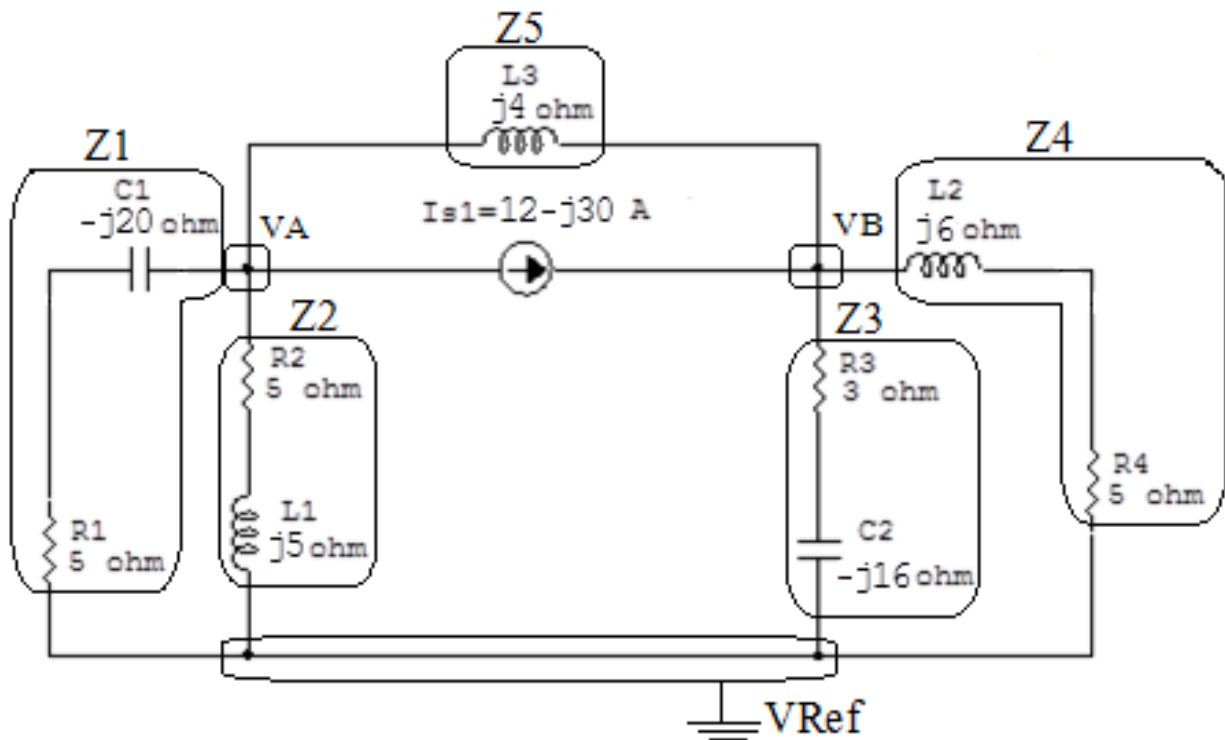 Z5
L3
j4 ohm
Z1
Z4
C1
-j20 ohm
L2
j6 ohm
Is1=12-j30 A
VA
VB
Z2
Z3
R2
5 ohm
R3
3 ohm
R4
5 ohm
L1
j5 ohm
R1
5 ohm
C2
-j16 ohm
VRef